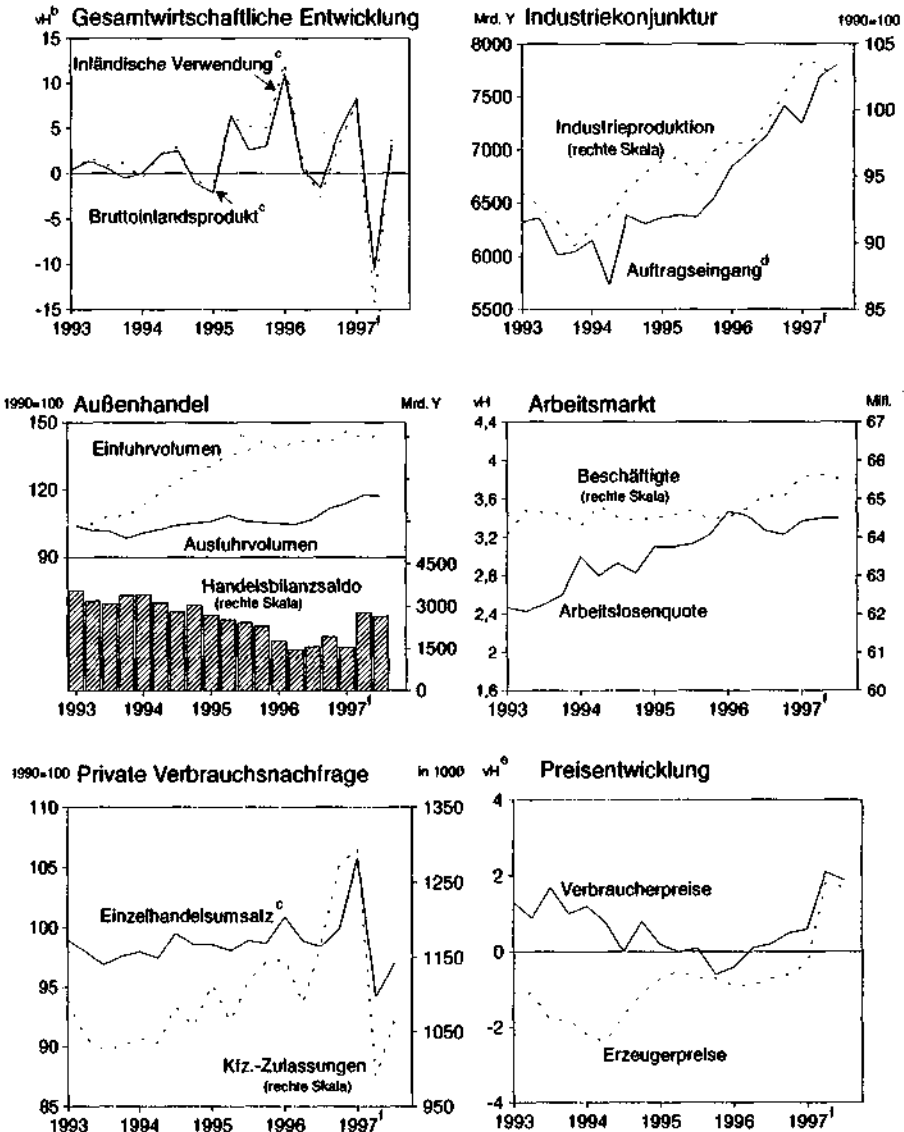 vH^b Gesamtwirtschaftliche Entwicklung
15
10
5
0
-5
-10
-15
Inländische Verwendung^c
Bruttoinlandsprodukt^c
1993 1994 1995 1996 1997^f
Mrd. Y Industriekonjunktur 1990=100
8000
7500
7000
6500
6000
5500
105
100
95
90
85
Industrieproduktion
(rechte Skala)
Auftragseingang^d
1993 1994 1995 1996 1997^f
1990=100 Außenhandel Mrd. Y
150
120
90
4500
3000
1500
0
Einfuhrvolumen
Ausfuhrvolumen
Handelsbilanzsaldo
(rechte Skala)
1993 1994 1995 1996 1997^f
vH Arbeitsmarkt Mill.
4,4
4
3,6
3,2
2,8
2,4
2
1,6
67
66
65
64
63
62
61
60
Beschäftigte
(rechte Skala)
Arbeitslosenquote
1993 1994 1995 1996 1997^f
1990=100 Private Verbrauchsnachfrage in 1000
110
105
100
95
90
85
1350
1250
1150
1050
950
Einzelhandelsumsatz^c
Kfz.-Zulassungen
(rechte Skala)
1993 1994 1995 1996 1997^f
vH^e Preisentwicklung
4
2
0
-2
-4
Verbraucherpreise
Erzeugerpreise
1993 1994 1995 1996 1997^f